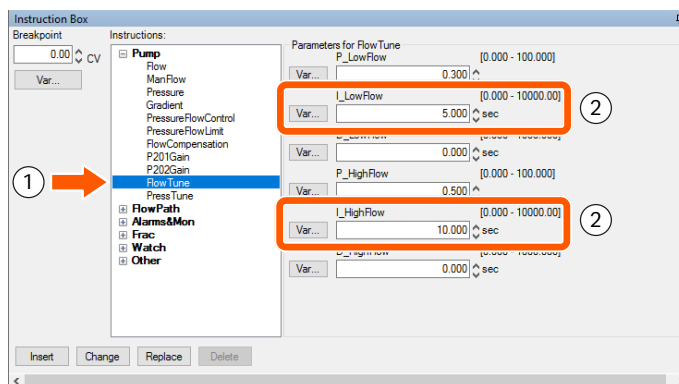 Instruction Box
Breakpoint
Instructions:
0.00 CV
Var...
Pump
Flow
ManFlow
Pressure
Gradient
PressureFlowControl
PressureFlowLimit
FlowCompensation
P201Gain
P202Gain
FlowTune
PressTune
FlowPath
Alarms&Mon
Frac
Watch
Other
1
Parameters for FlowTune
P_LowFlow [0.000 - 100.000]
Var... 0.300
I_LowFlow [0.000 - 10000.00]
Var... 5.000 sec
2
Var... 0.000 sec
P_HighFlow [0.000 - 100.000]
Var... 0.500
I_HighFlow [0.000 - 10000.00]
Var... 10.000 sec
2
Var... 0.000 sec
Insert Change Replace Delete